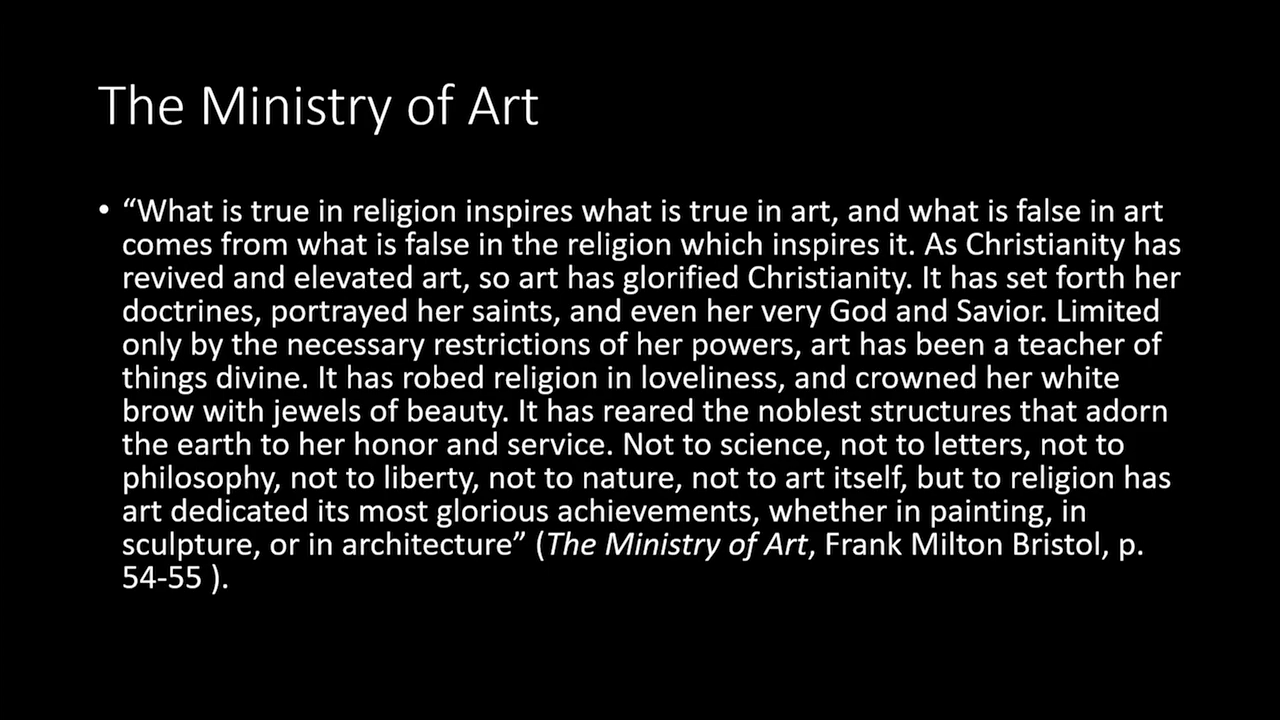 The Ministry of Art
• “What is true in religion inspires what is true in art, and what is false in art
comes from what is false in the religion which inspires it. As Christianity has
revived and elevated art, so art has glorified Christianity. It has set forth her
doctrines, portrayed her saints, and even her very God and Savior. Limited
only by the necessary restrictions of her powers, art has been a teacher of
things divine. It has robed religion in loveliness, and crowned her white
brow with jewels of beauty. It has reared the noblest structures that adorn
the earth to her honor and service. Not to science, not to letters, not to
philosophy, not to liberty, not to nature, not to art itself, but to religion has
art dedicated its most glorious achievements, whether in painting, in
sculpture, or in architecture” (The Ministry of Art, Frank Milton Bristol, p.
54-55 ).